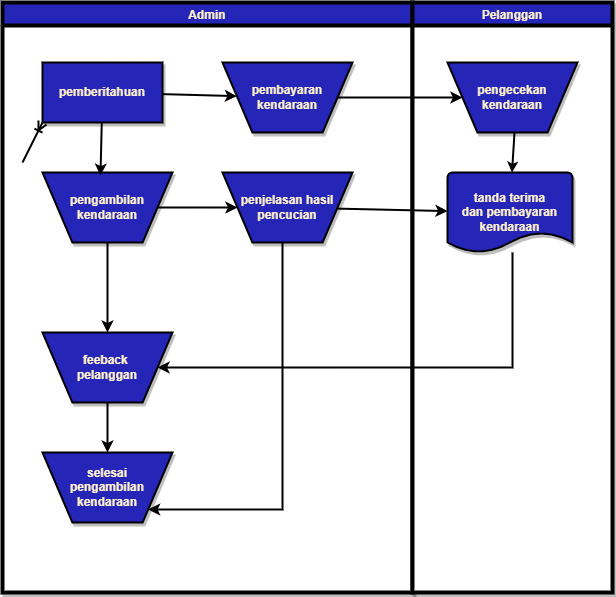 Admin
Pelanggan
pemberitahuan
pembayaran
kendaraan
pengecekan
kendaraan
pengambilan
kendaraan
penjelasan hasil
pencucian
tanda terima
dan pembayaran
kendaraan
feeback
pelanggan
selesai
pengambilan
kendaraan